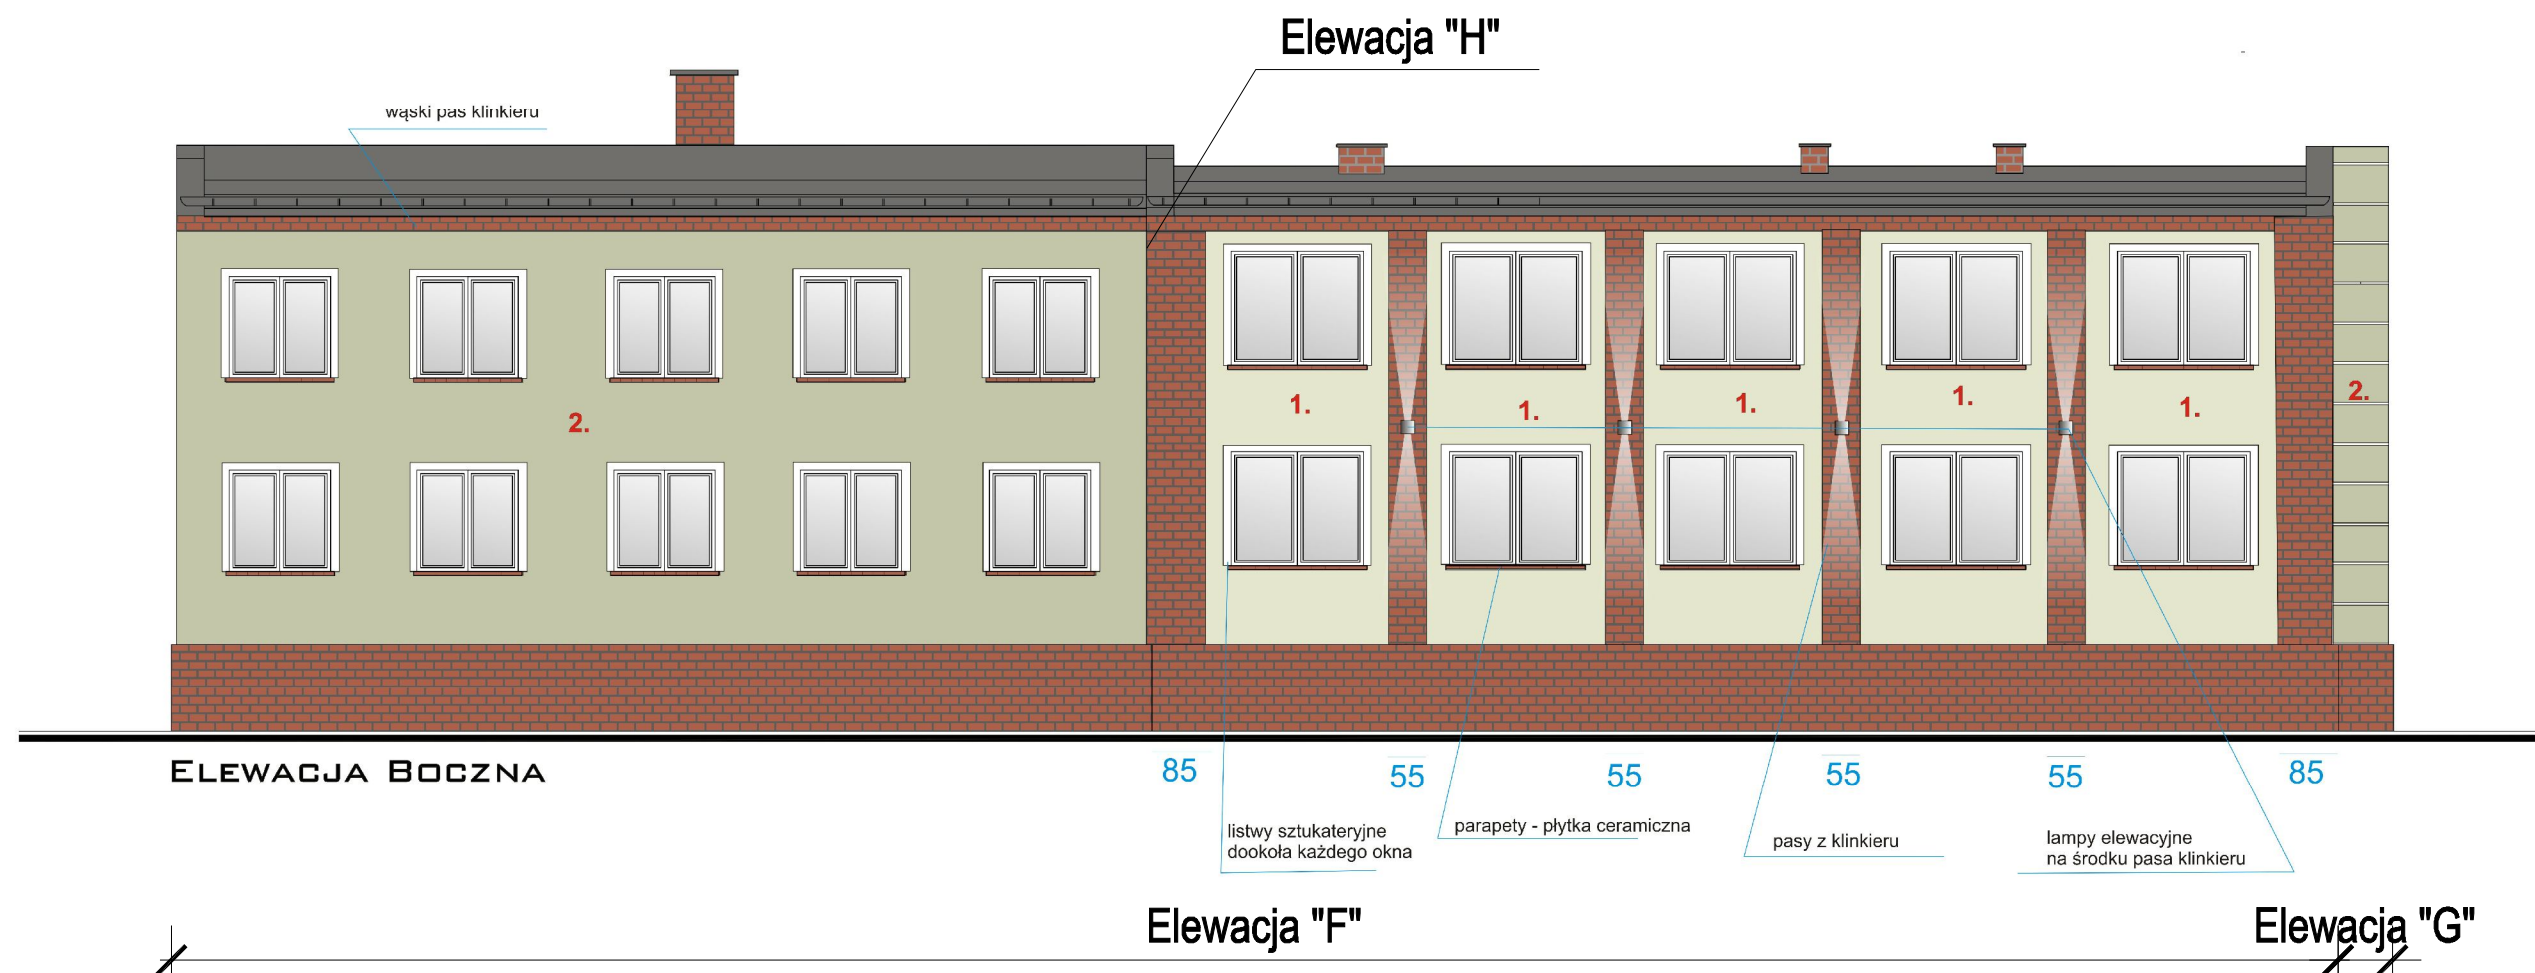 Elewacja "H"
wąski pas klinkieru
2.
1.
1.
1.
1.
1.
2.
ELEWACJA BOCZNA
85
55
55
55
55
85
listwy sztukateryjne
dookoła każdego okna
parapety - płytka ceramiczna
pasy z klinkieru
lampy elewacyjne
na środku pasa klinkieru
Elewacja "F"
Elewacja "G"